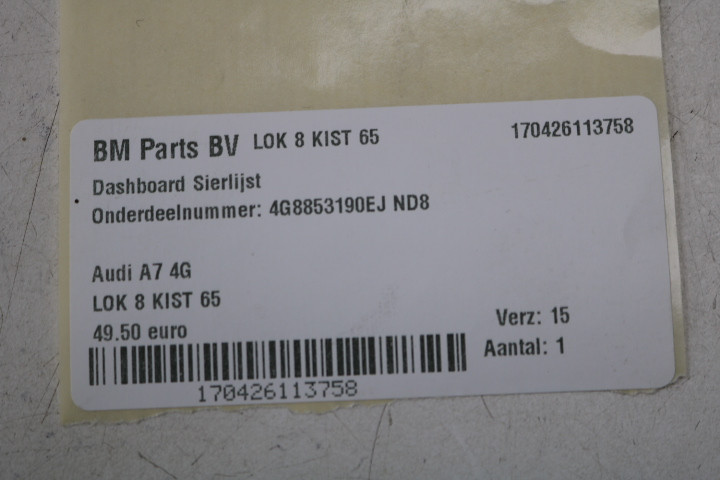 BM Parts BV LOK 8 KIST 65 170426113758
Dashboard Sierlijst
Onderdeelnummer: 4G8853190EJ ND8
Audi A7 4G
LOK 8 KIST 65
49.50 euro
Verz: 15
Aantal: 1
170426113758